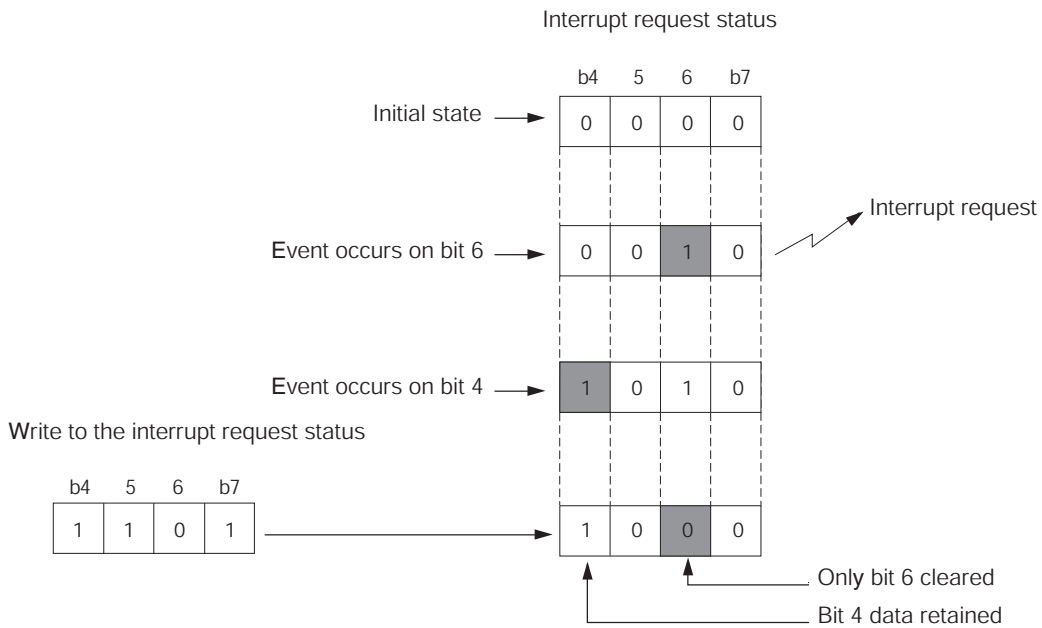 Interrupt request status
b4 5 6 b7
Initial state
0 0 0 0
Interrupt request
Event occurs on bit 6
0 0 1 0
Event occurs on bit 4
1 0 1 0
Write to the interrupt request status
b4 5 6 b7
1 1 0 1
1 0 0 0
Only bit 6 cleared
Bit 4 data retained